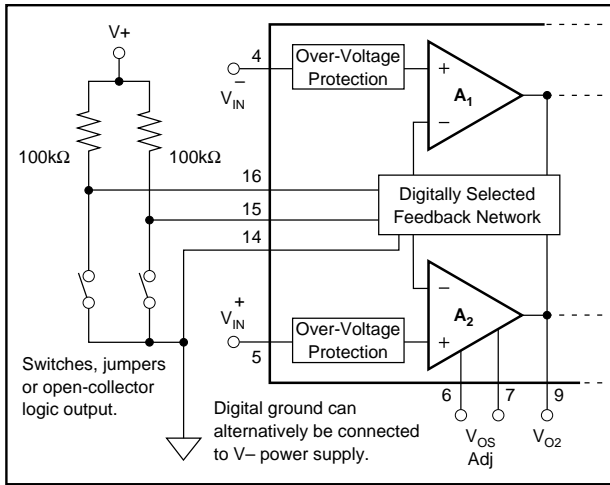 V+
100kΩ
100kΩ
4
V–IN
Over-Voltage
Protection
+
A1
–
16
15
14
Digitally Selected
Feedback Network
V+IN
5
Over-Voltage
Protection
–
A2
+
Switches, jumpers
or open-collector
logic output.
Digital ground can
alternatively be connected
to V– power supply.
6
7
9
VOS
Adj
VO2